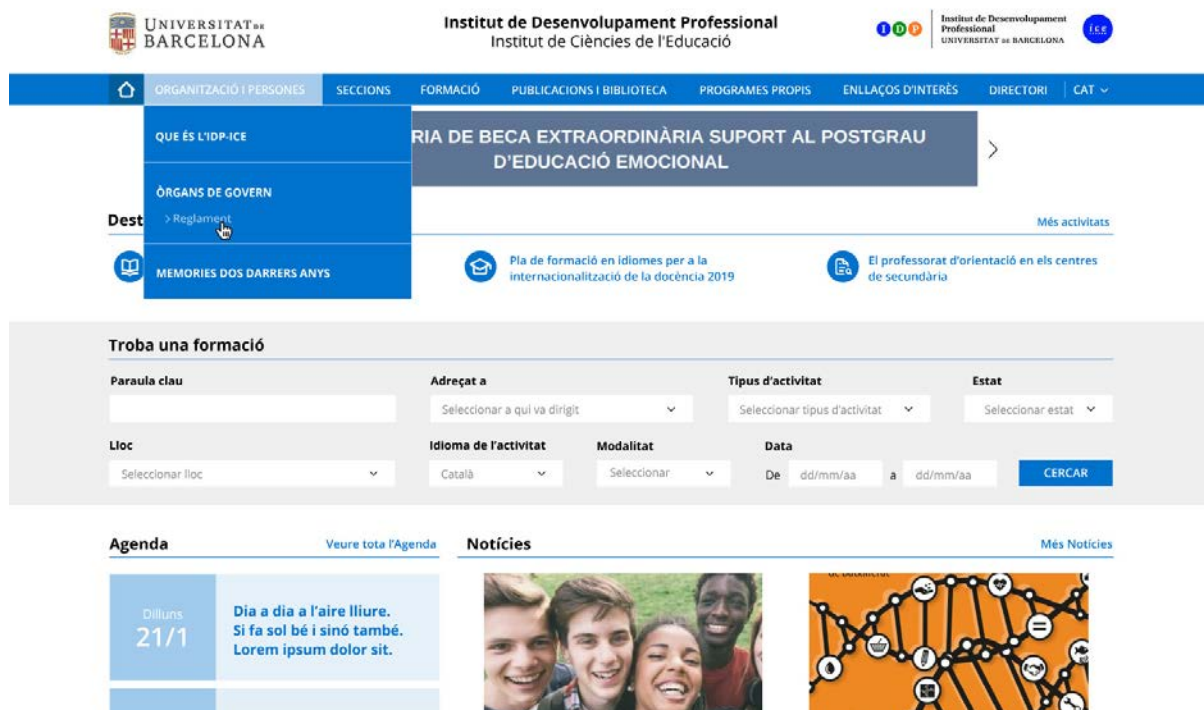 UNIVERSITAT DE
BARCELONA
Institut de Desenvolupament Professional
Institut de Ciències de l'Educació
IDP
Institut de Desenvolupament
Professional
UNIVERSITAT DE BARCELONA
ice
ORGANITZACIÓ I PERSONES
SECCIONS
FORMACIÓ
PUBLICACIONS I BIBLIOTECA
PROGRAMES PROPIS
ENLLAÇOS D'INTERÈS
DIRECTORI
CAT
QUE ÉS L'IDP-ICE
ÒRGANS DE GOVERN
> Reglament
MEMORIES DOS DARRERS ANYS
RIA DE BECA EXTRAORDINÀRIA SUPORT AL POSTGRAU
D'EDUCACIÓ EMOCIONAL
Dest
Més activitats
Pla de formació en idiomes per a la
internacionalització de la docència 2019
El professorat d'orientació en els centres
de secundària
Troba una formació
Paraula clau
Adreçat a
Tipus d'activitat
Estat
Seleccionar a qui va dirigit
Seleccionar tipus d'activitat
Seleccionar estat
Lloc
Idioma de l'activitat
Modalitat
Data
Seleccionar lloc
Català
Seleccionar
De dd/mm/aa a dd/mm/aa
CERCAR
Agenda
Veure tota l'Agenda
Notícies
Més Notícies
Dilluns
21/1
Dia a dia a l'aire lliure.
Si fa sol bé i sinó també.
Lorem ipsum dolor sit.